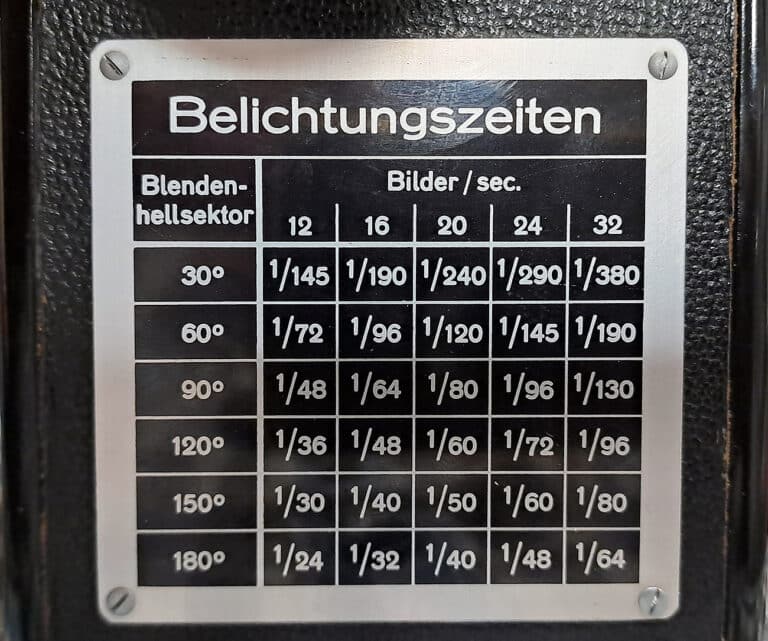 Belichtungszeiten
Blenden-
hellsektor
Bilder / sec.
12 16 20 24 32
30° 1/145 1/190 1/240 1/290 1/380
60° 1/72 1/96 1/120 1/145 1/190
90° 1/48 1/64 1/80 1/96 1/130
120° 1/36 1/48 1/60 1/72 1/96
150° 1/30 1/40 1/50 1/60 1/80
180° 1/24 1/32 1/40 1/48 1/64